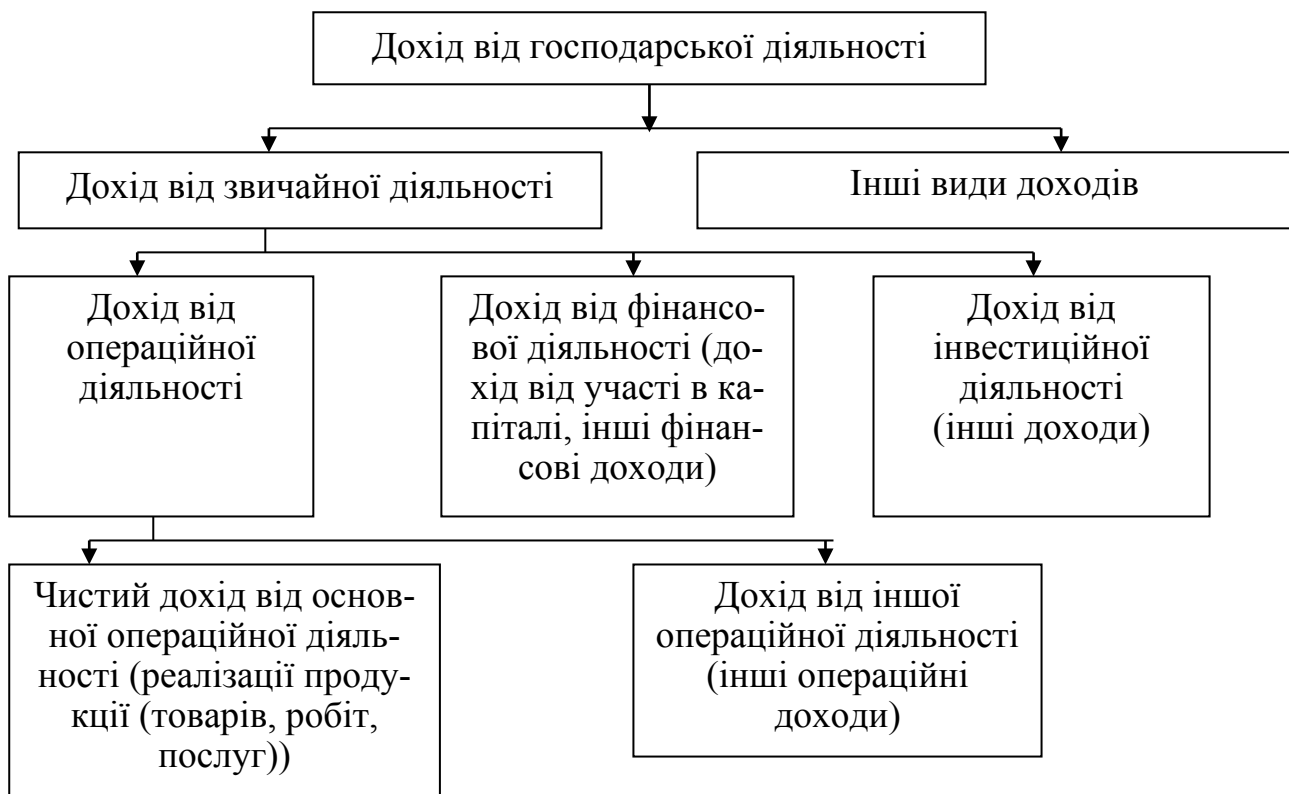 Дохід від господарської діяльності
Дохід від звичайної діяльності
Інші види доходів
Дохід від
операційної
діяльності
Дохід від фінансо-
вої діяльності (до-
хід від участі в ка-
піталі, інші фінан-
сові доходи)
Дохід від
інвестиційної
діяльності
(інші доходи)
Чистий дохід від основ-
ної операційної діяль-
ності (реалізації проду-
кції (товарів, робіт,
послуг))
Дохід від іншої
операційної діяльності
(інші операційні
доходи)